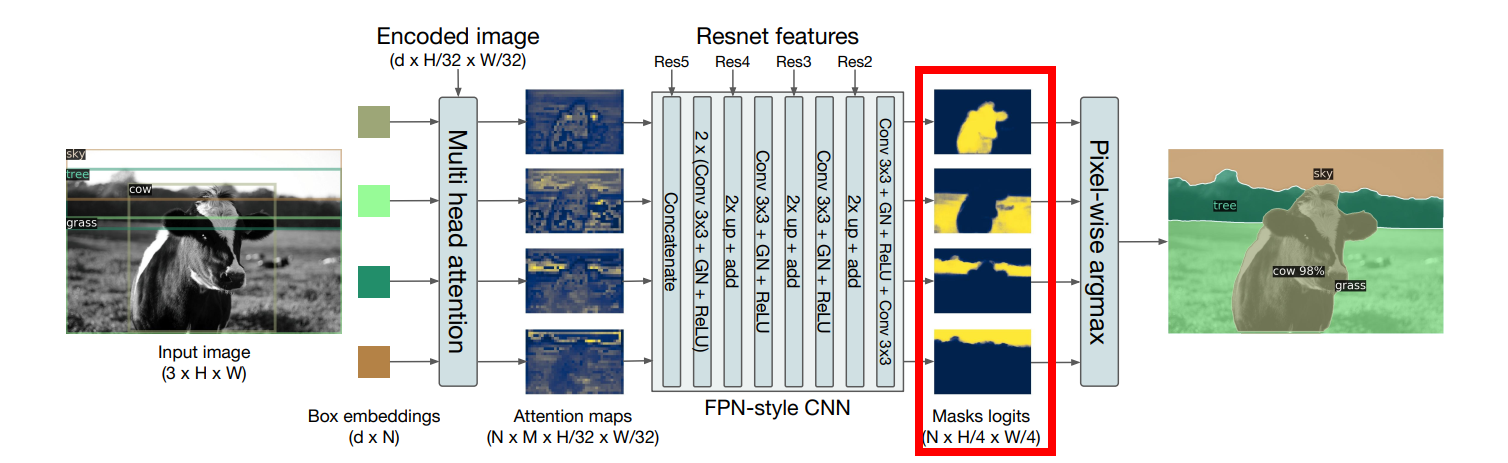 Encoded image
(d x H/32 x W/32)
Resnet features
Res5
Res4
Res3
Res2
sky
tree
cow
grass
Input image
(3 x H x W)
Box embeddings
(d x N)
Multi head attention
Attention maps
(N x M x H/32 x W/32)
Concatenate
2 x (Conv 3x3 + GN + ReLU)
2x up + add
Conv 3x3 + GN + ReLU
2x up + add
Conv 3x3 + GN + ReLU
2x up + add
Conv 3x3 + GN + ReLU + Conv 3x3
FPN-style CNN
Masks logits
(N x H/4 x W/4)
Pixel-wise argmax
sky
tree
cow 98%
grass